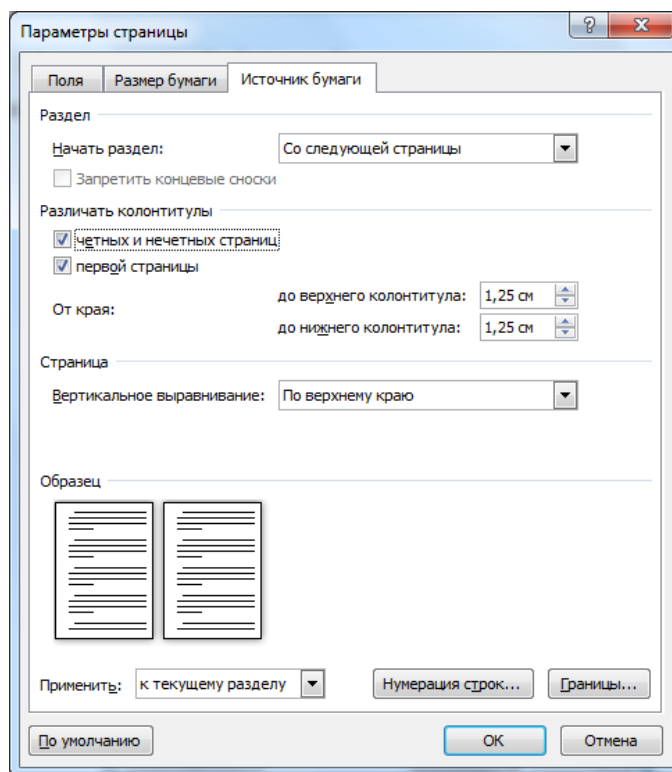 Параметры страницы
Поля Размер бумаги Источник бумаги
Раздел
Начать раздел: Со следующей страницы
Запретить концевые сноски
Различать колонтитулы
четных и нечетных страниц
первой страницы
От края:
до верхнего колонтитула: 1,25 см
до нижнего колонтитула: 1,25 см
Страница
Вертикальное выравнивание: По верхнему краю
Образец
Применить: к текущему разделу Нумерация строк... Границы...
По умолчанию ОК Отмена